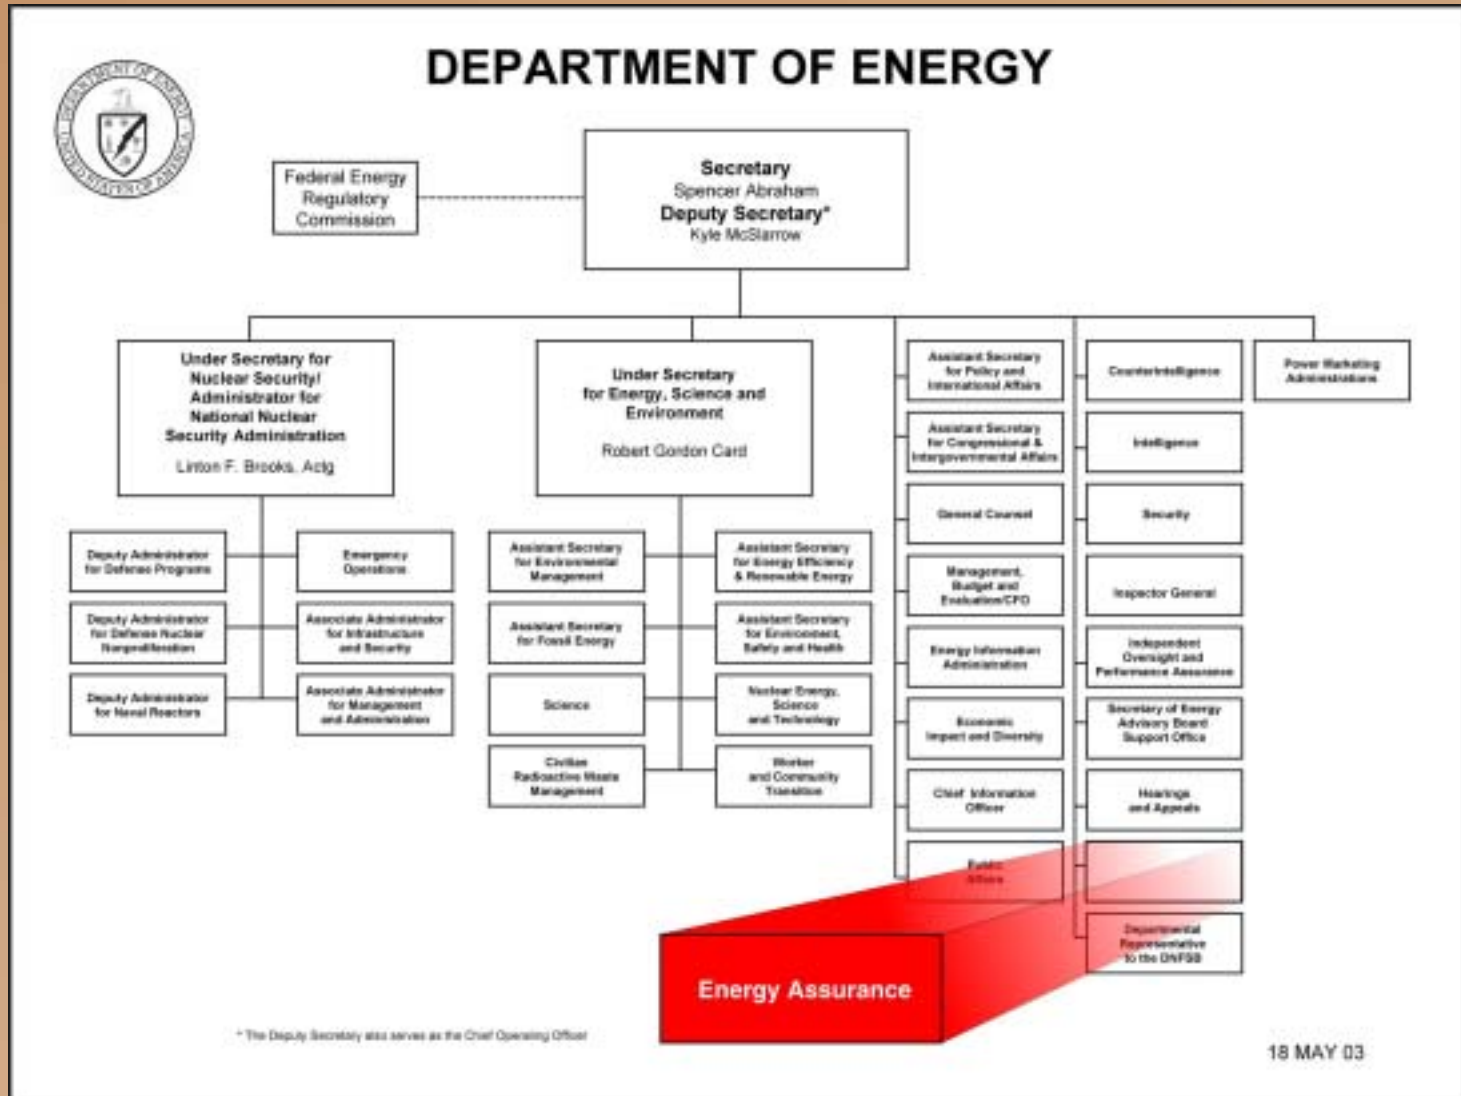 DEPARTMENT OF ENERGY
DEPARTMENT OF ENERGY
UNITED STATES OF AMERICA
Federal Energy
Regulatory
Commission
Secretary
Spencer Abraham
Deputy Secretary*
Kyle McSlarrow
Under Secretary for
Nuclear Security/
Administrator for
National Nuclear
Security Administration
Linton F. Brooks, Actg
Under Secretary
for Energy, Science and
Environment
Robert Gordon Card
Deputy Administrator
for Defense Programs
Emergency
Operations
Deputy Administrator
for Defense Nuclear
Nonproliferation
Associate Administrator
for Infrastructure
and Security
Deputy Administrator
for Naval Reactors
Associate Administrator
for Management
and Administration
Assistant Secretary
for Environmental
Management
Assistant Secretary
for Energy Efficiency
& Renewable Energy
Assistant Secretary
for Fossil Energy
Assistant Secretary
for Environment,
Safety and Health
Science
Nuclear Energy,
Science
and Technology
Civilian
Radioactive Waste
Management
Worker
and Community
Transition
Assistant Secretary
for Policy and
International Affairs
Assistant Secretary
for Congressional &
Intergovernmental Affairs
General Counsel
Management,
Budget and
Evaluation/CFO
Energy Information
Administration
Economic
Impact and Diversity
Chief Information
Officer
Public
Affairs
Counterintelligence
Intelligence
Security
Inspector General
Independent
Oversight and
Performance Assurance
Secretary of Energy
Advisory Board
Support Office
Hearings
and Appeals
Departmental
Representative
to the DNFSB
Power Marketing
Administrations
Energy Assurance
* The Deputy Secretary also serves as the Chief Operating Officer
18 MAY 03